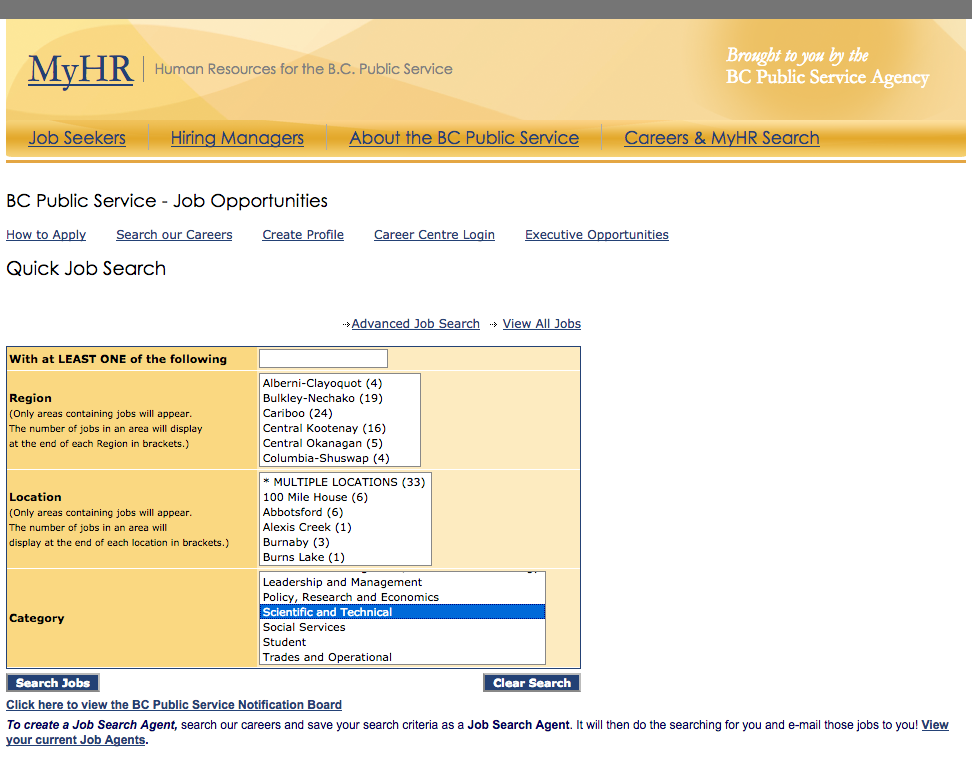 MyHR
Human Resources for the B.C. Public Service
Brought to you by the
BC Public Service Agency
Job Seekers
Hiring Managers
About the BC Public Service
Careers & MyHR Search
BC Public Service - Job Opportunities
How to Apply
Search our Careers
Create Profile
Career Centre Login
Executive Opportunities
Quick Job Search
Advanced Job Search
View All Jobs
With at LEAST ONE of the following
Region
(Only areas containing jobs will appear.
The number of jobs in an area will display
at the end of each Region in brackets.)
Alberni-Clayoquot (4)
Bulkley-Nechako (19)
Cariboo (24)
Central Kootenay (16)
Central Okanagan (5)
Columbia-Shuswap (4)
Location
(Only areas containing jobs will appear.
The number of jobs in an area will
display at the end of each location in brackets.)
* MULTIPLE LOCATIONS (33)
100 Mile House (6)
Abbotsford (6)
Alexis Creek (1)
Burnaby (3)
Burns Lake (1)
Category
Leadership and Management
Policy, Research and Economics
Scientific and Technical
Social Services
Student
Trades and Operational
Search Jobs
Clear Search
Click here to view the BC Public Service Notification Board
To create a Job Search Agent, search our careers and save your search criteria as a Job Search Agent. It will then do the searching for you and e-mail those jobs to you! View
your current Job Agents.